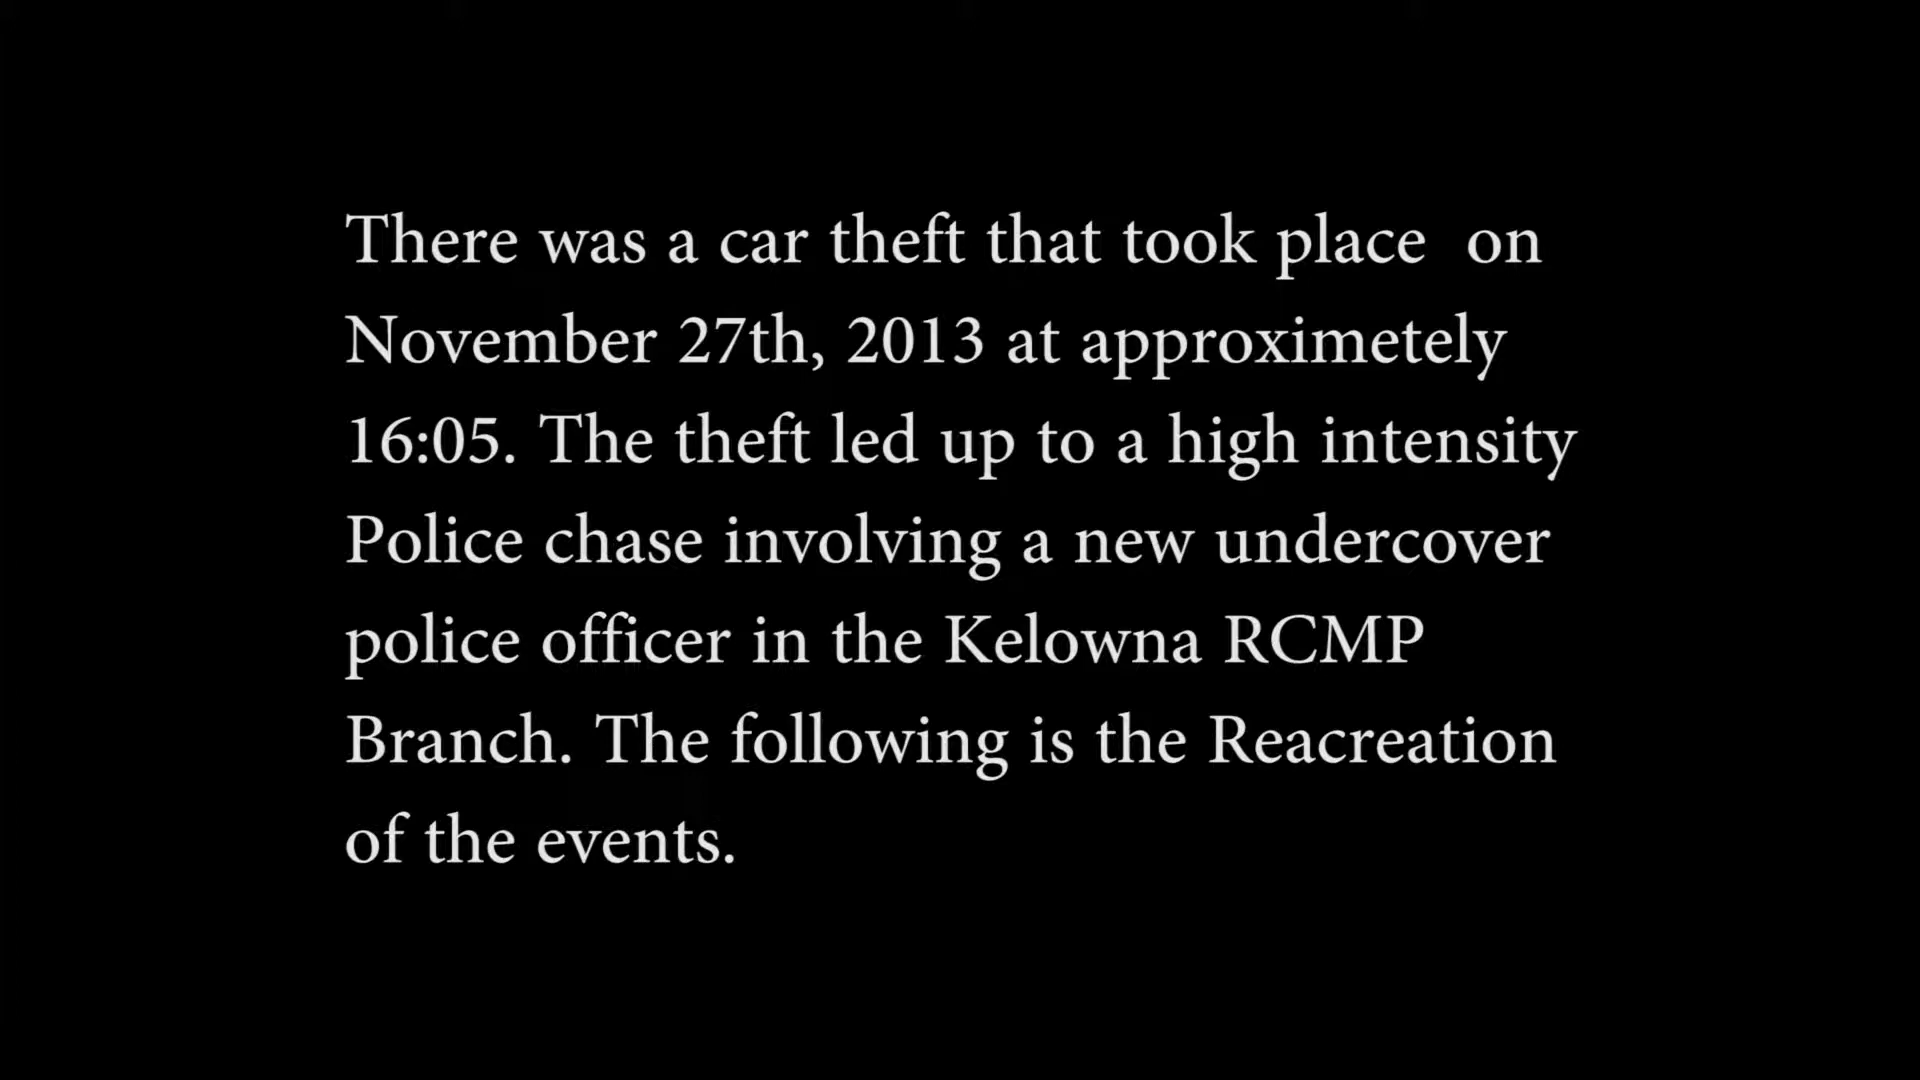 There was a car theft that took place  on
November 27th, 2013 at approximetely
16:05. The theft led up to a high intensity
Police chase involving a new undercover
police officer in the Kelowna RCMP
Branch. The following is the Reacreation
of the events.